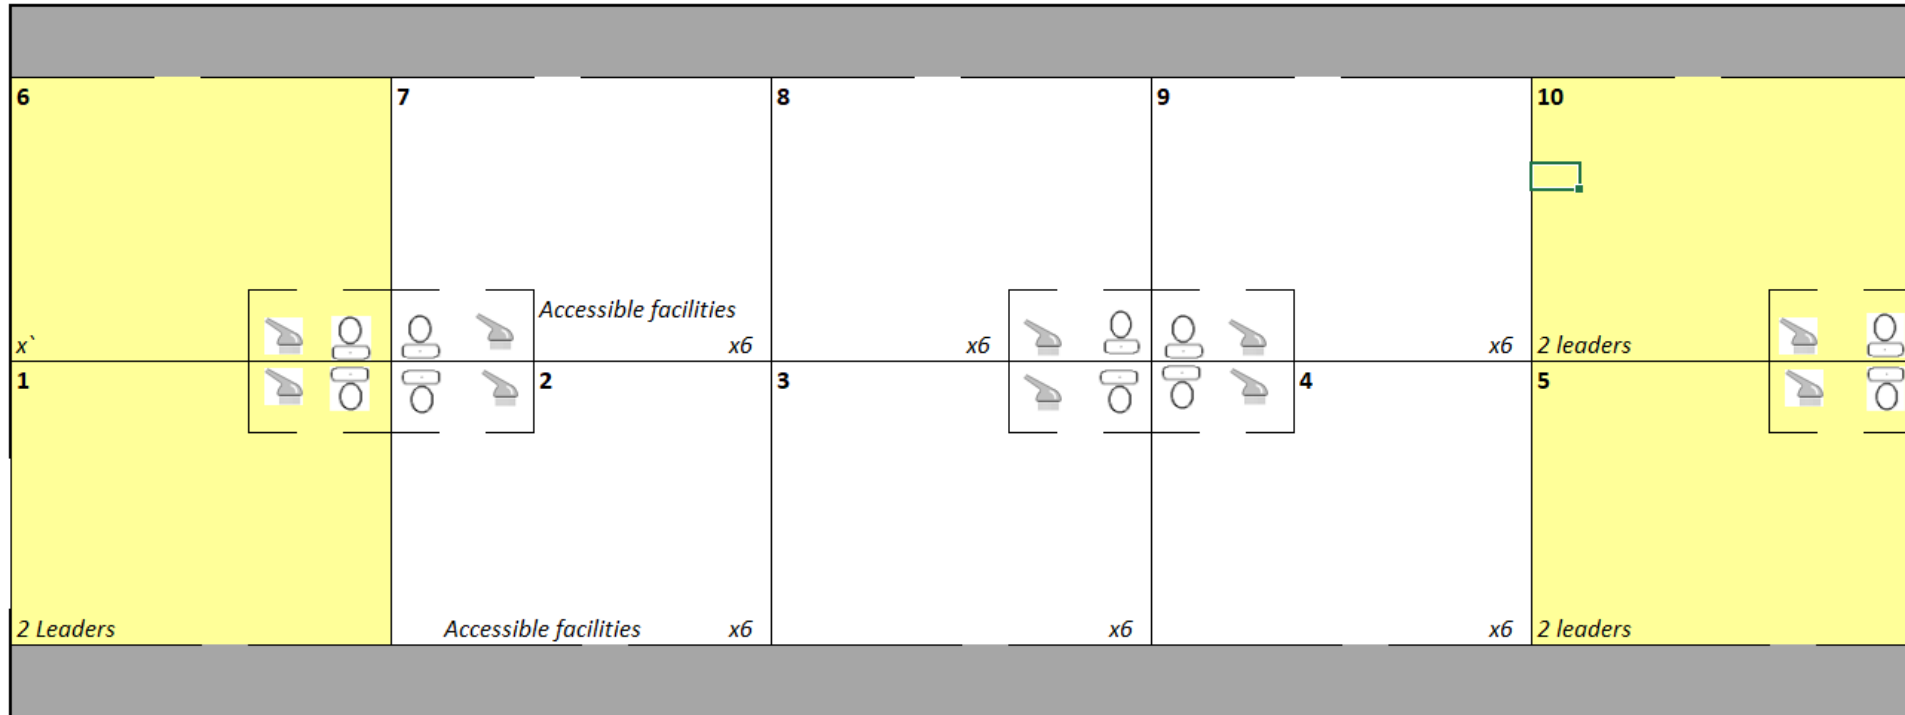 6
7
8
9
10
Accessible facilities
x`
x6
x6
x6
2 leaders
1
2
3
4
5
2 Leaders
Accessible facilities
x6
x6
x6
2 leaders